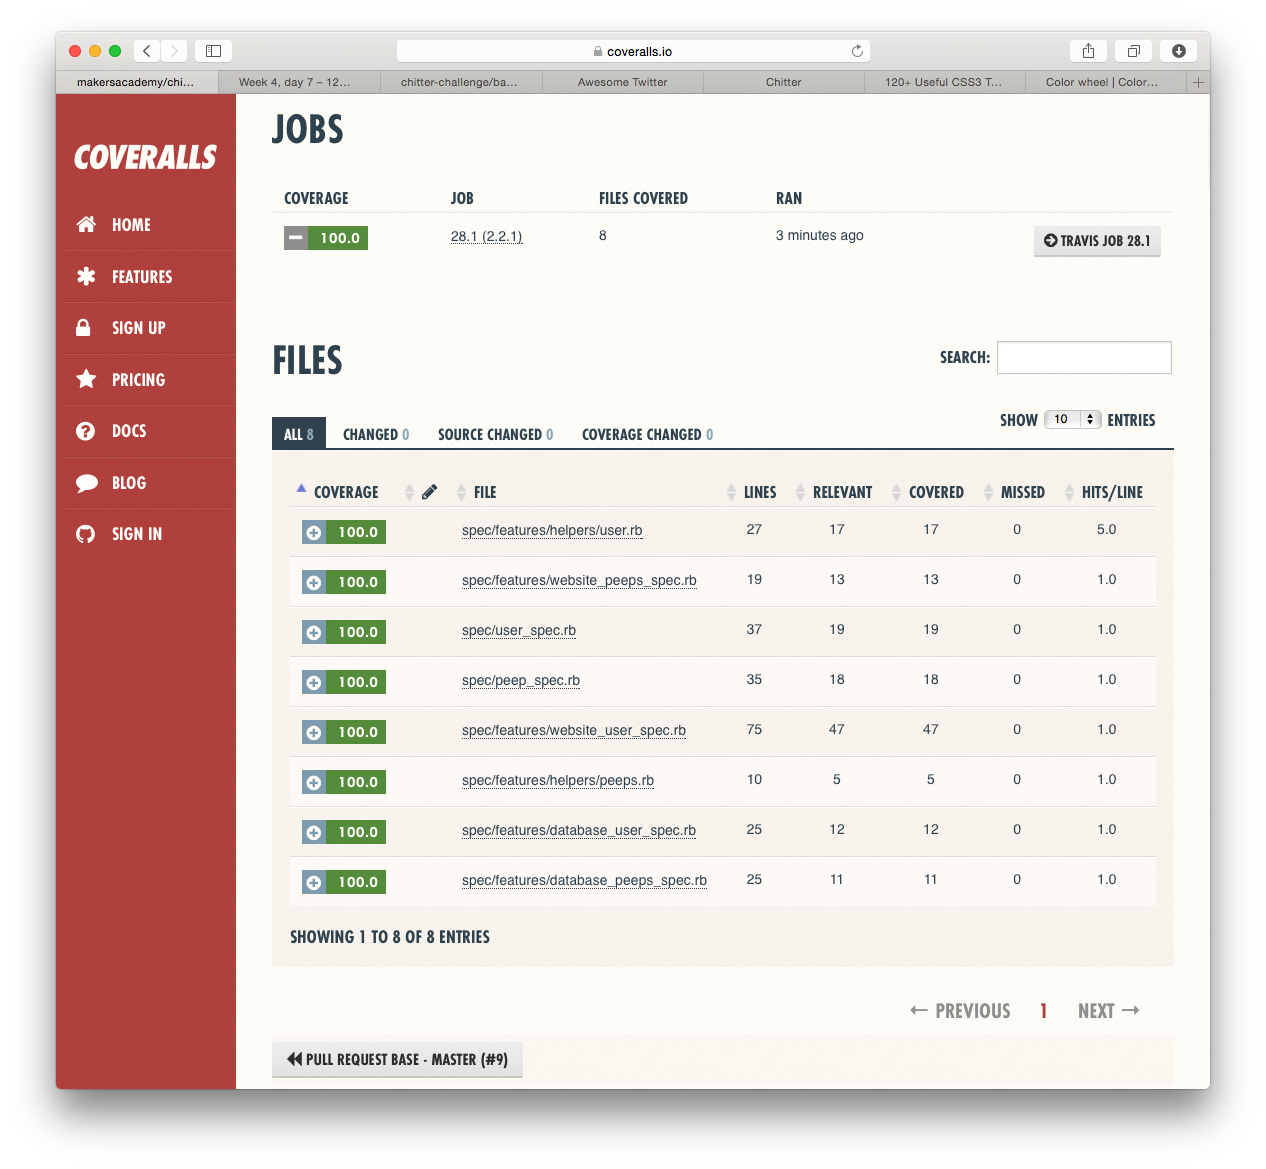 coveralls.io
makersacademy/chi...
Week 4, day 7 – 12...
chitter-challenge/ba...
Awesome Twitter
Chitter
120+ Useful CSS3 T...
Color wheel | Color...
COVERALLS
HOME
FEATURES
SIGN UP
PRICING
DOCS
BLOG
SIGN IN
JOBS
COVERAGE JOB FILES COVERED RAN
100.0 28.1 (2.2.1) 8 3 minutes ago TRAVIS JOB 28.1
FILES
SEARCH:
SHOW 10 ENTRIES
ALL 8 CHANGED 0 SOURCE CHANGED 0 COVERAGE CHANGED 0
COVERAGE FILE LINES RELEVANT COVERED MISSED HITS/LINE
100.0 spec/features/helpers/user.rb 27 17 17 0 5.0
100.0 spec/features/website_peeps_spec.rb 19 13 13 0 1.0
100.0 spec/user_spec.rb 37 19 19 0 1.0
100.0 spec/peep_spec.rb 35 18 18 0 1.0
100.0 spec/features/website_user_spec.rb 75 47 47 0 1.0
100.0 spec/features/helpers/peeps.rb 10 5 5 0 1.0
100.0 spec/features/database_user_spec.rb 25 12 12 0 1.0
100.0 spec/features/database_peeps_spec.rb 25 11 11 0 1.0
SHOWING 1 TO 8 OF 8 ENTRIES
← PREVIOUS 1 NEXT →
PULL REQUEST BASE - MASTER (#9)